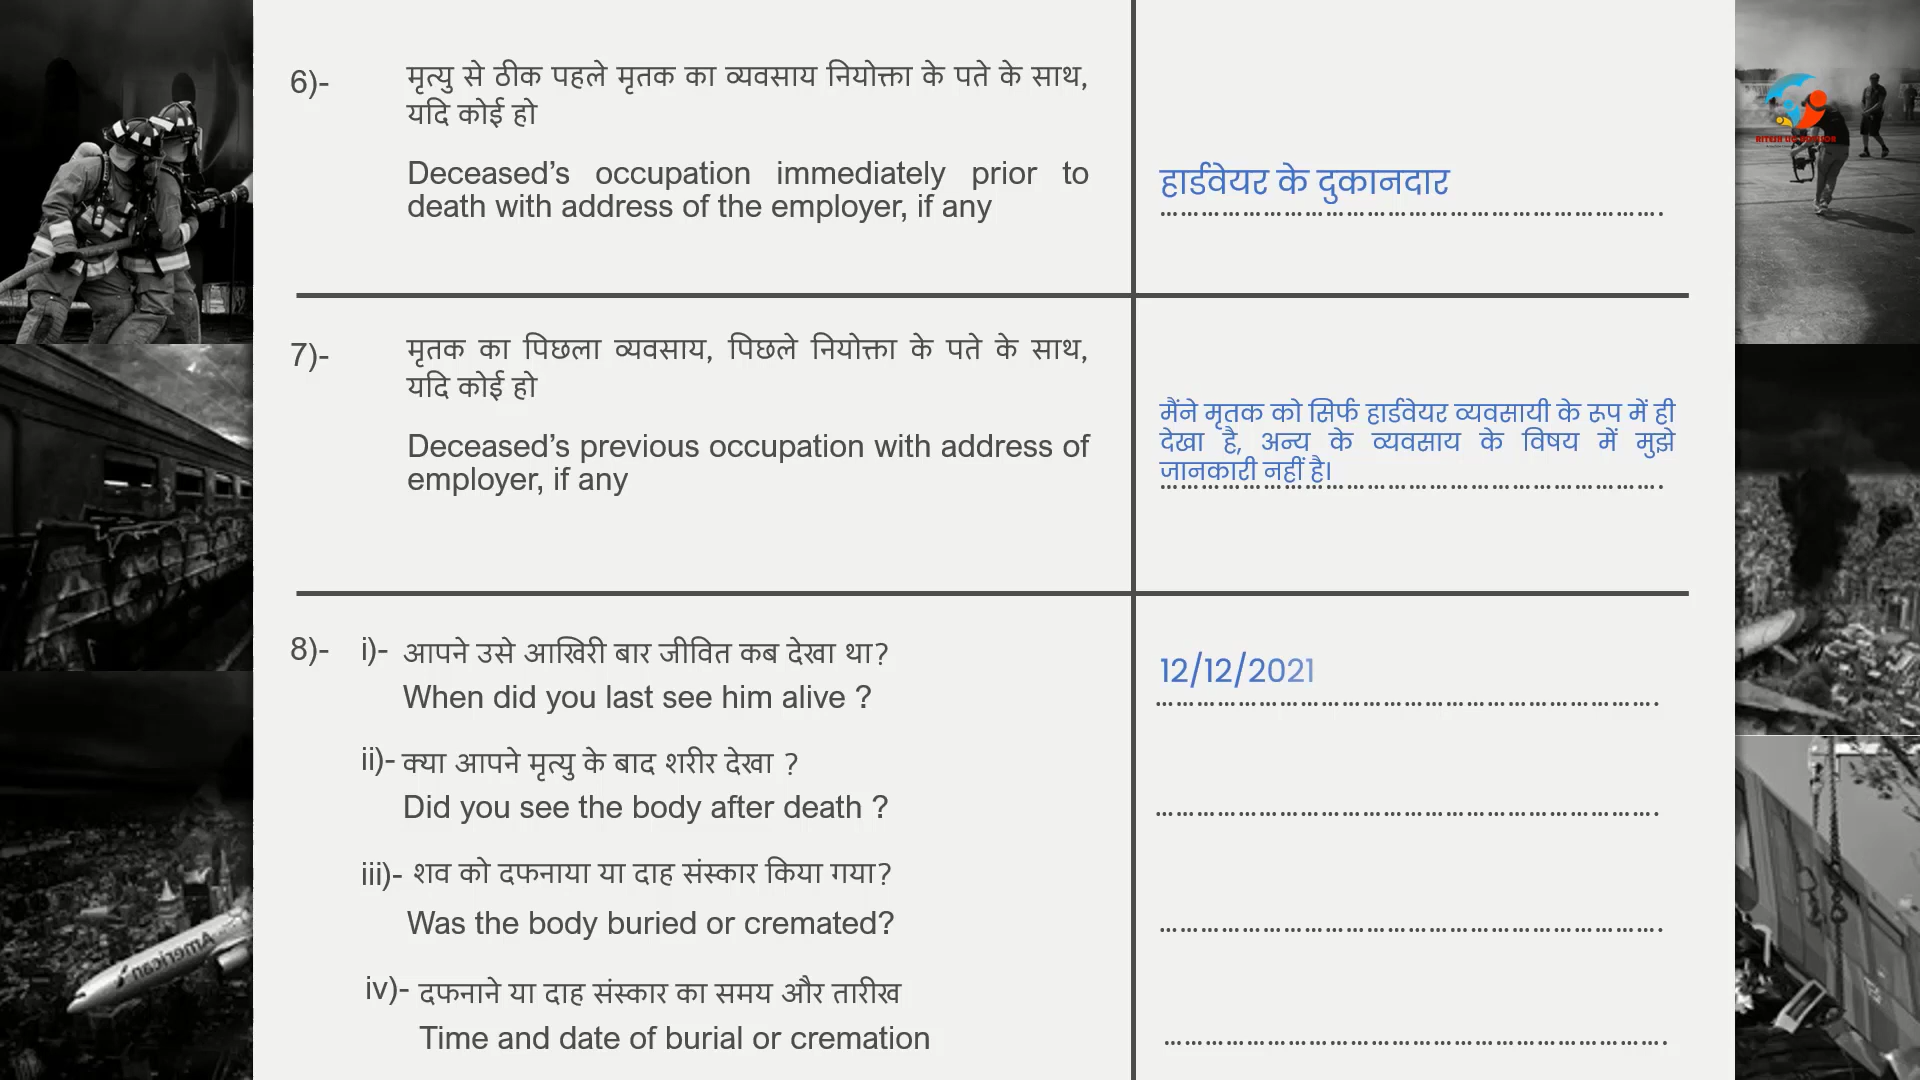 6)-
मृत्यु से ठीक पहले मृतक का व्यवसाय नियोक्ता के पते के साथ,
यदि कोई हो
Deceased’s occupation immediately prior to
death with address of the employer, if any
हार्डवेयर के दुकानदार
7)-
मृतक का पिछला व्यवसाय, पिछले नियोक्ता के पते के साथ,
यदि कोई हो
Deceased’s previous occupation with address of
employer, if any
मैंने मृतक को सिर्फ हार्डवेयर व्यवसायी के रूप में ही
देखा है, अन्य के व्यवसाय के विषय में मुझे
जानकारी नहीं है।
8)- i)- आपने उसे आखिरी बार जीवित कब देखा था?
When did you last see him alive ?
12/12/2021
ii)- क्या आपने मृत्यु के बाद शरीर देखा ?
Did you see the body after death ?
iii)- शव को दफनाया या दाह संस्कार किया गया?
Was the body buried or cremated?
iv)- दफनाने या दाह संस्कार का समय और तारीख
Time and date of burial or cremation
American